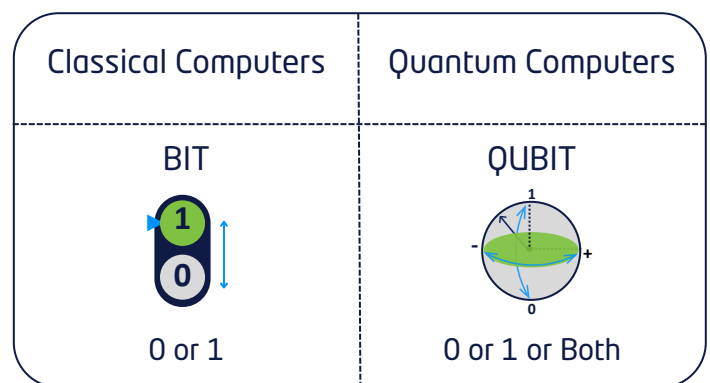 Classical Computers
Quantum Computers
BIT
1
0
0 or 1
QUBIT
1
-
+
0
0 or 1 or Both